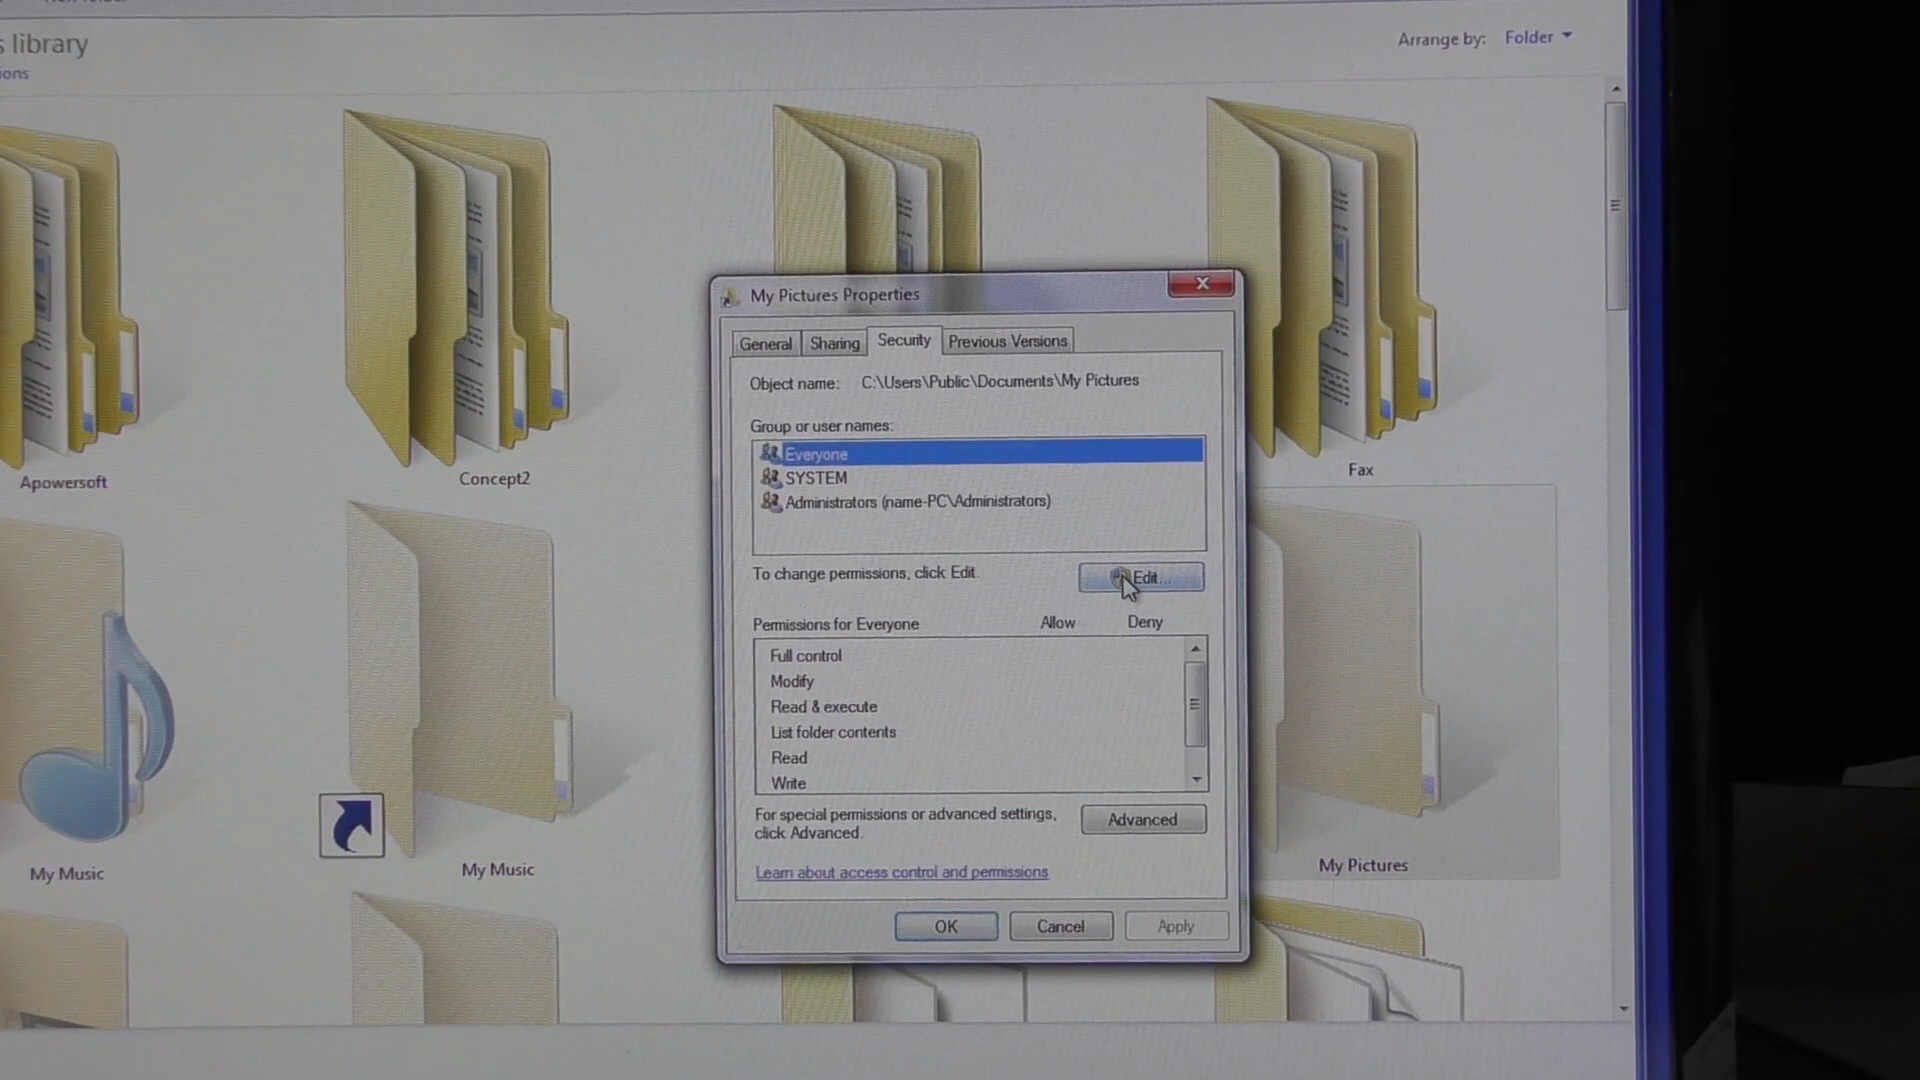 s library
ions
Arrange by: Folder
Apowersoft
Concept2
Fax
My Music
My Music
My Pictures
My Pictures Properties
General Sharing Security Previous Versions
Object name: C:\Users\Public\Documents\My Pictures
Group or user names:
Everyone
SYSTEM
Administrators (name-PC\Administrators)
To change permissions, click Edit.
Edit...
Permissions for Everyone Allow Deny
Full control
Modify
Read & execute
List folder contents
Read
Write
For special permissions or advanced settings,
click Advanced.
Advanced
Learn about access control and permissions
OK Cancel Apply